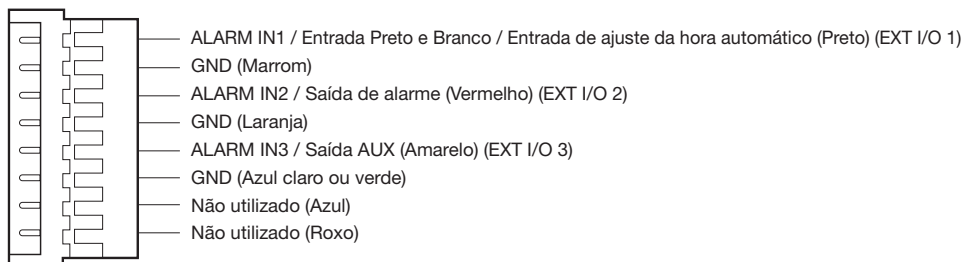 ALARM IN1 / Entrada Preto e Branco / Entrada de ajuste da hora automático (Preto) (EXT I/O 1)
GND (Marrom)
ALARM IN2 / Saída de alarme (Vermelho) (EXT I/O 2)
GND (Laranja)
ALARM IN3 / Saída AUX (Amarelo) (EXT I/O 3)
GND (Azul claro ou verde)
Não utilizado (Azul)
Não utilizado (Roxo)